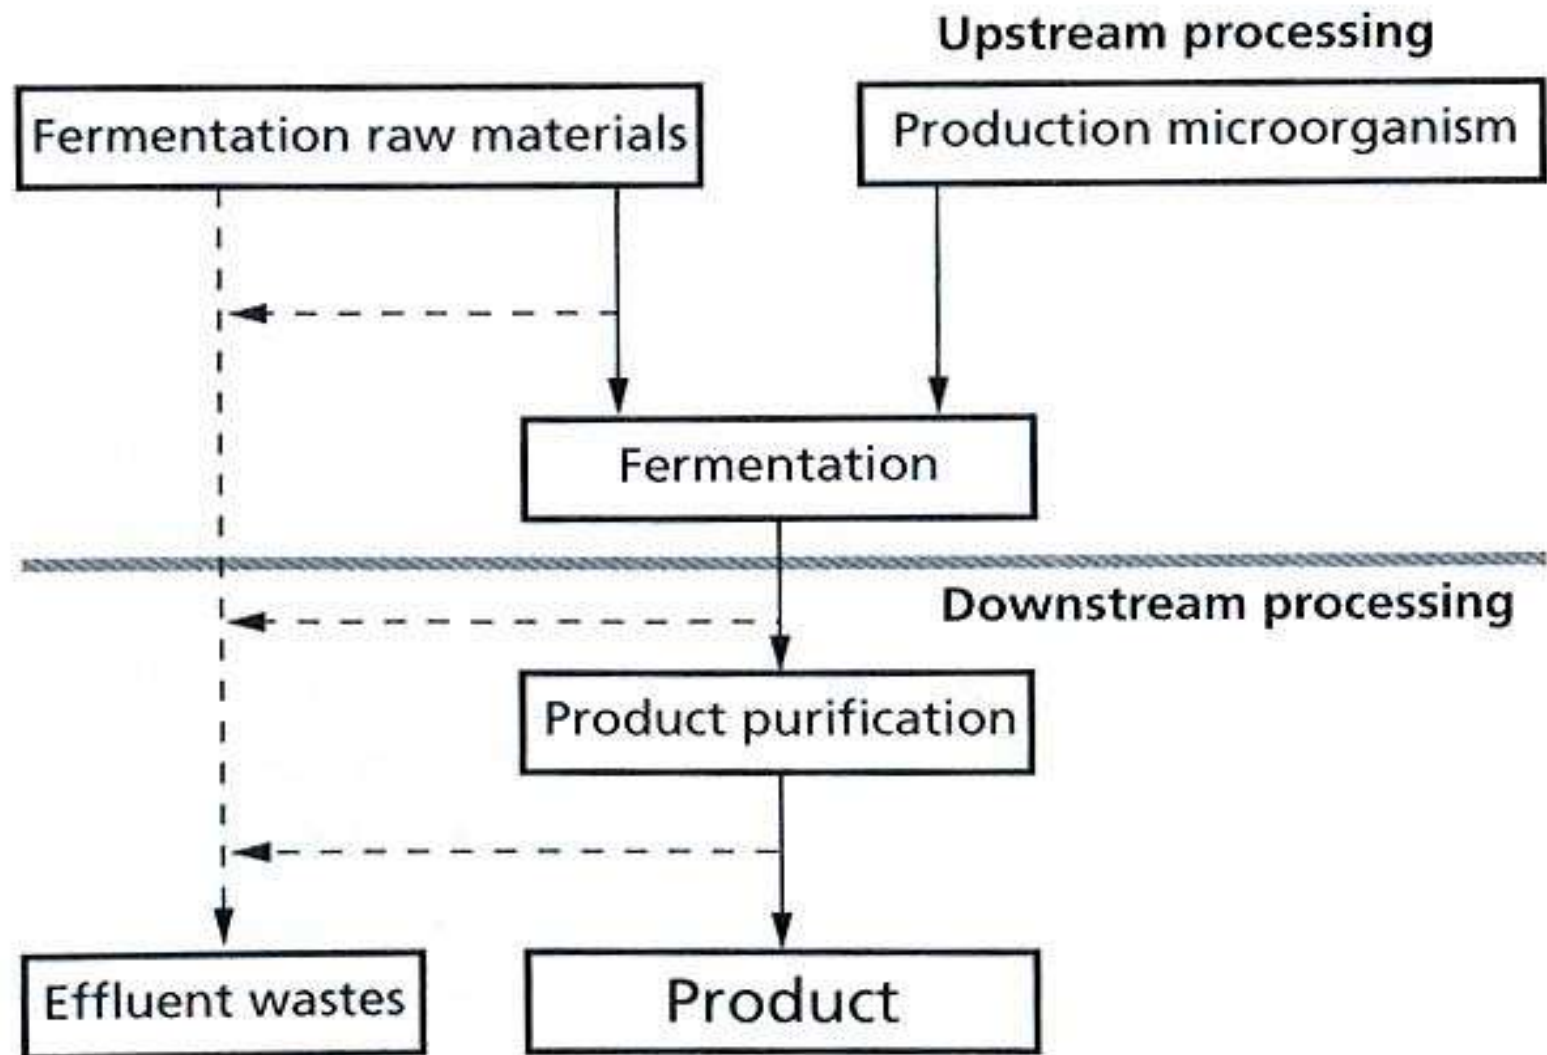 Upstream processing
Fermentation raw materials
Production microorganism
Fermentation
Downstream processing
Product purification
Effluent wastes
Product